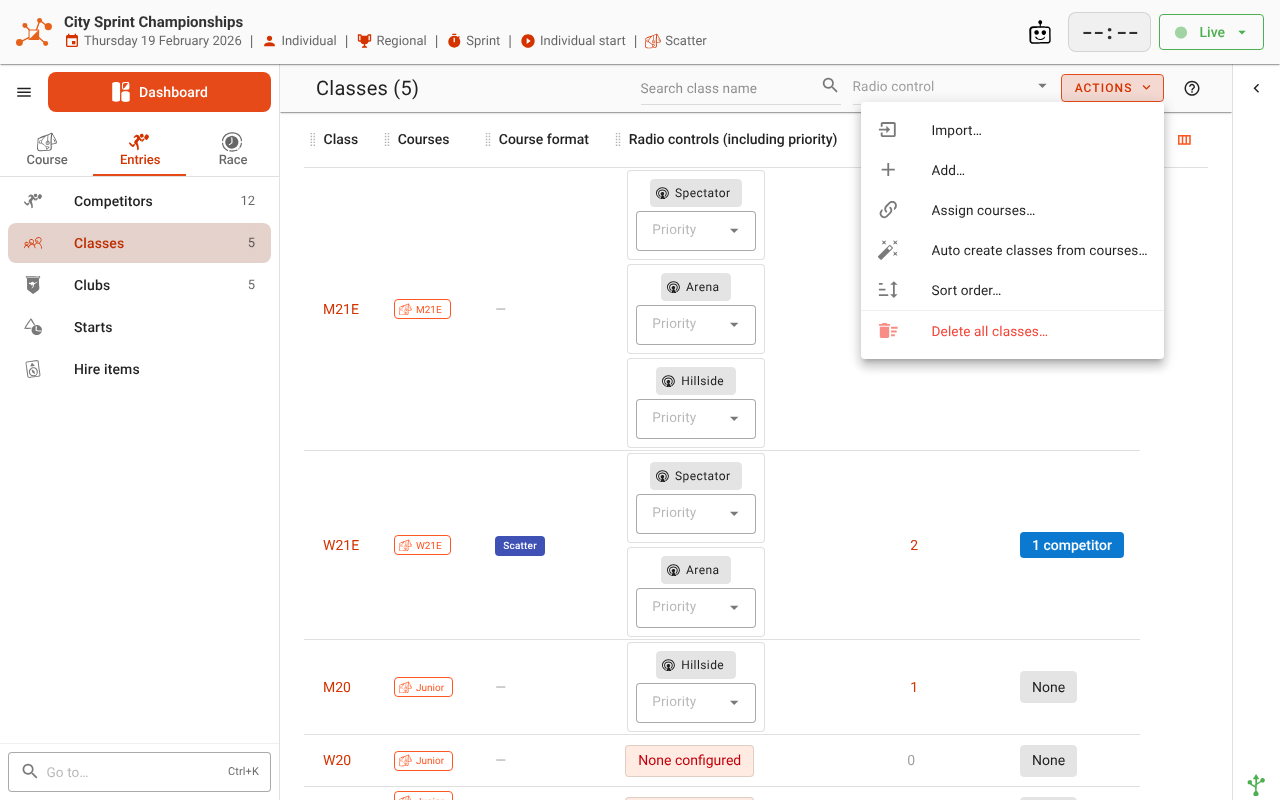 City Sprint Championships
Thursday 19 February 2026 | Individual | Regional | Sprint | Individual start | Scatter
--:--
Live
Dashboard
Course
Entries
Race
Competitors 12
Classes 5
Clubs 5
Starts
Hire items
Go to… Ctrl+K
Classes (5)
Search class name
Radio control
ACTIONS
Import…
Add…
Assign courses…
Auto create classes from courses…
Sort order…
Delete all classes…
Class Courses Course format Radio controls (including priority)
Spectator
Priority
Arena
Priority
M21E M21E —
Hillside
Priority
Spectator
Priority
W21E W21E Scatter 2 1 competitor
Arena
Priority
Hillside
M20 Junior — 1 None
Priority
W20 Junior — None configured 0 None